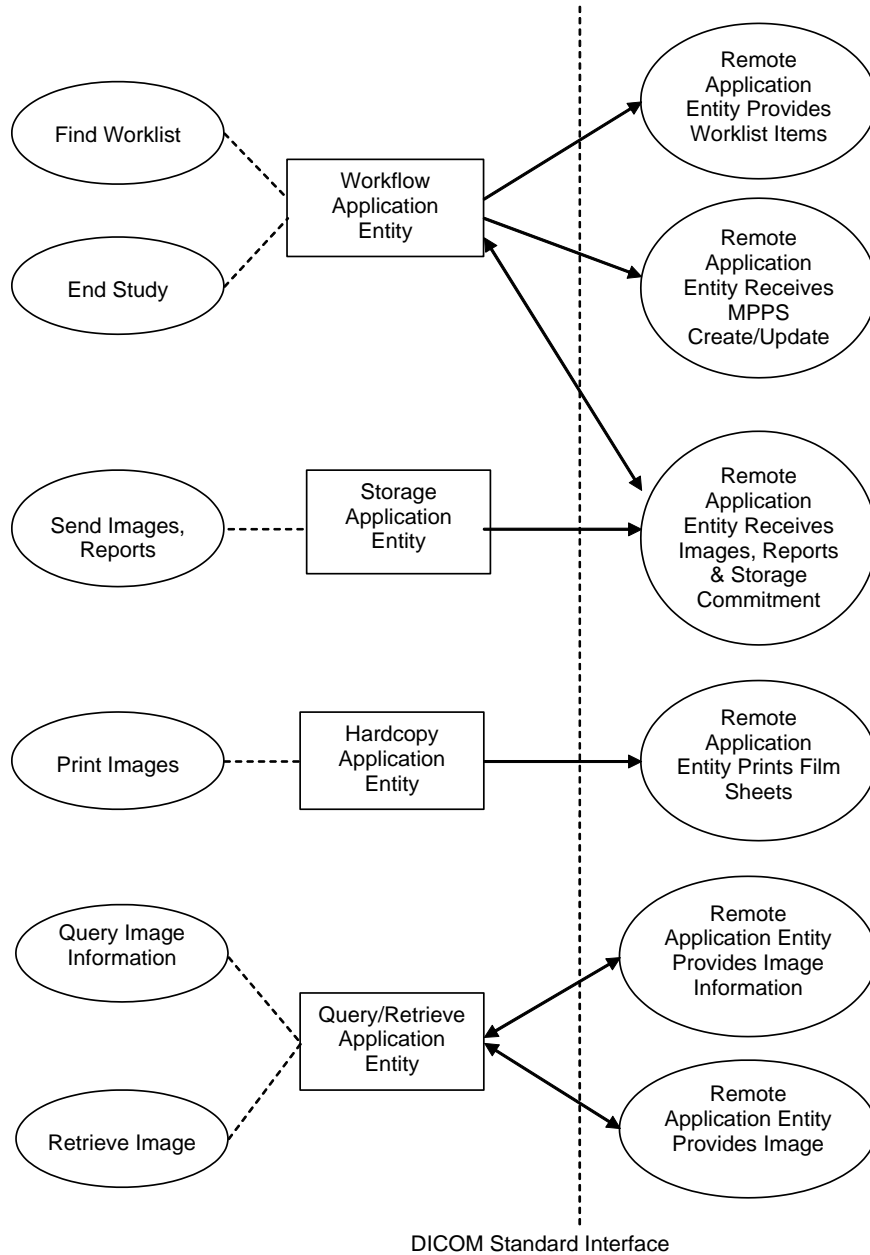 Remote
Application
Entity Provides
Worklist Items
Find Worklist
Workflow
Application
Entity
End Study
Remote
Application
Entity Receives
MPPS
Create/Update
Send Images,
Reports
Storage
Application
Entity
Remote
Application
Entity Receives
Images, Reports
& Storage
Commitment
Print Images
Hardcopy
Application
Entity
Remote
Application
Entity Prints Film
Sheets
Query Image
Information
Remote
Application Entity
Provides Image
Information
Query/Retrieve
Application
Entity
Retrieve Image
Remote
Application Entity
Provides Image
DICOM Standard Interface